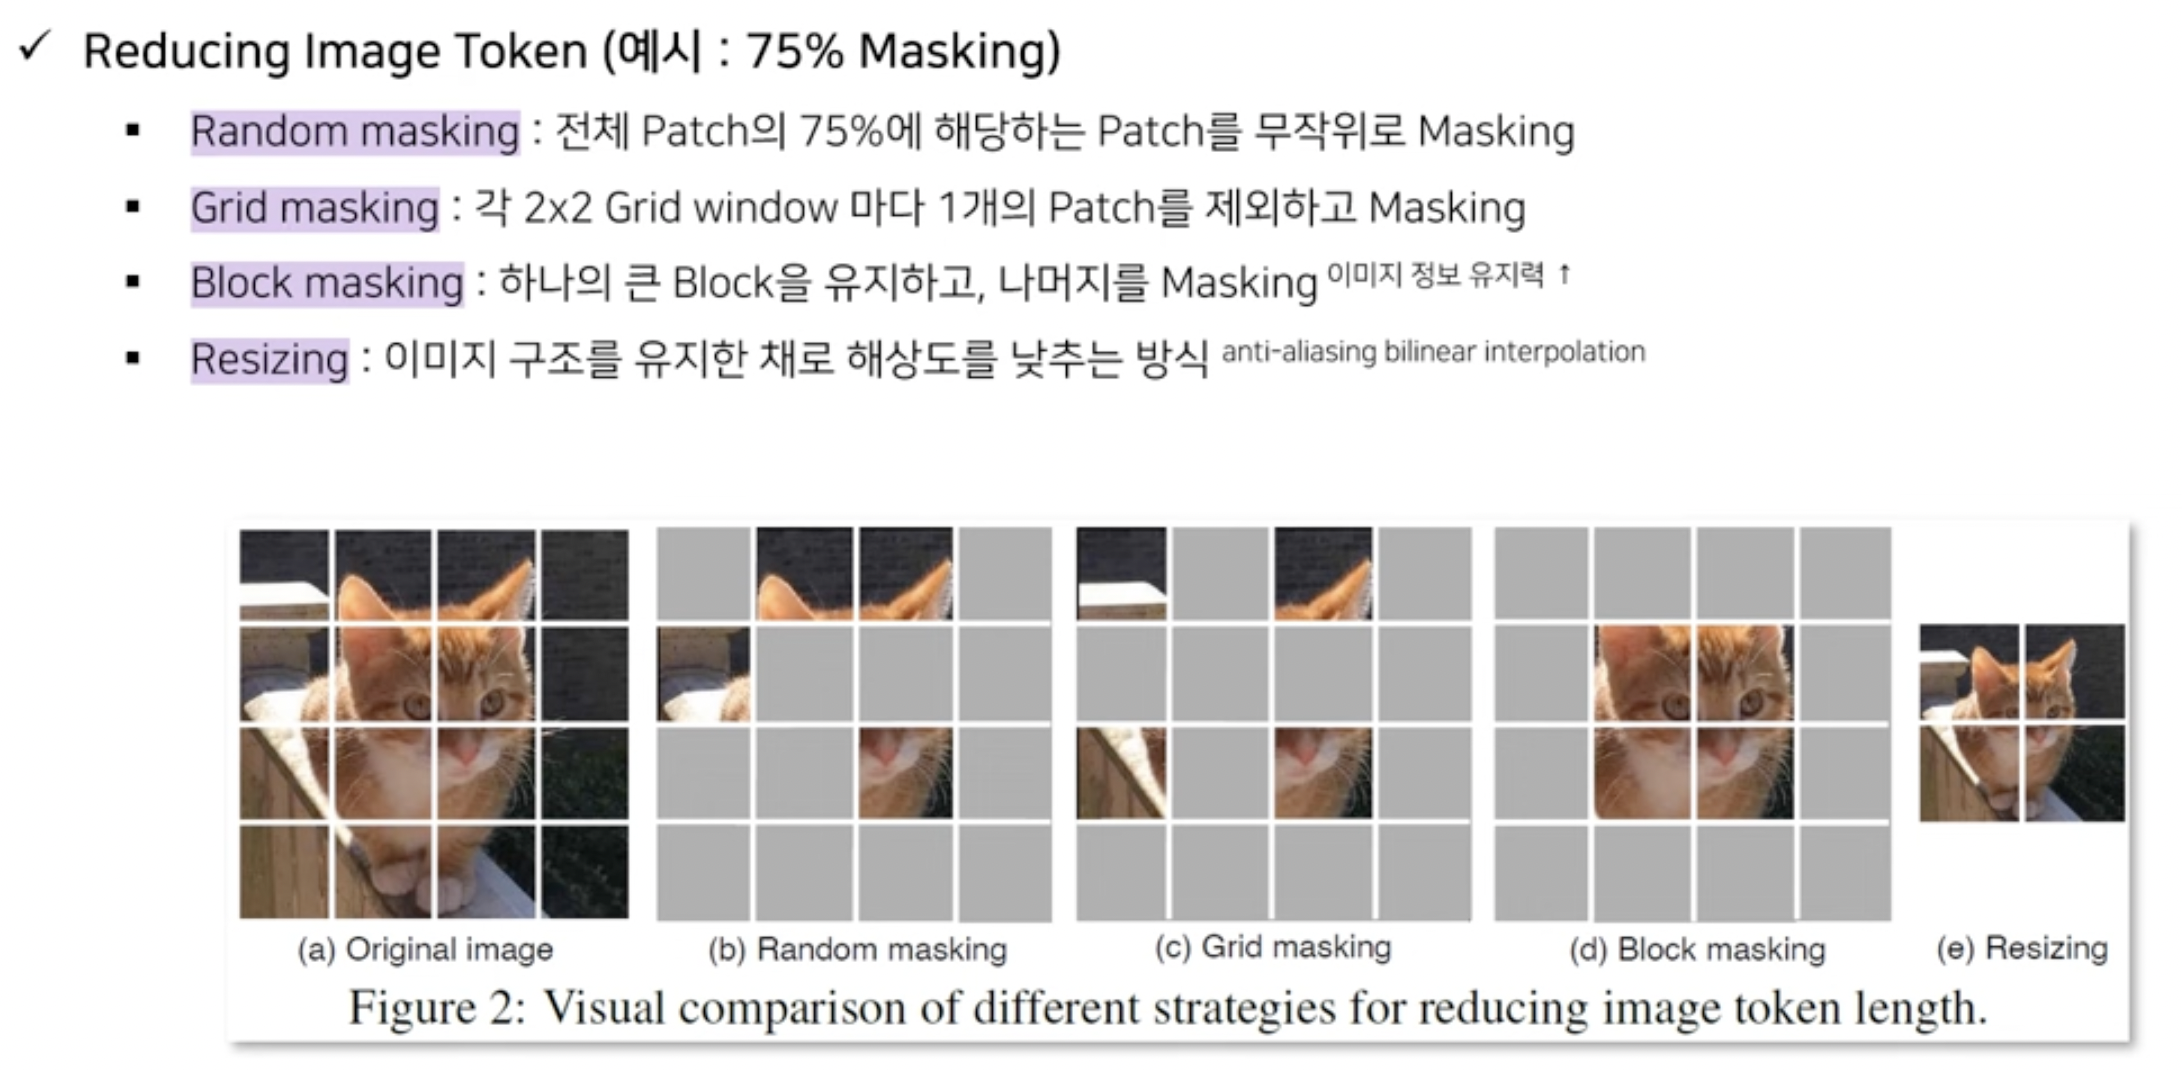 ✓ Reducing Image Token (예시 : 75% Masking)
▪ Random masking : 전체 Patch의 75%에 해당하는 Patch를 무작위로 Masking
▪ Grid masking : 각 2x2 Grid window 마다 1개의 Patch를 제외하고 Masking
▪ Block masking : 하나의 큰 Block을 유지하고, 나머지를 Masking 이미지 정보 유지력 ↑
▪ Resizing : 이미지 구조를 유지한 채로 해상도를 낮추는 방식 anti-aliasing bilinear interpolation
(a) Original image (b) Random masking (c) Grid masking (d) Block masking (e) Resizing
Figure 2: Visual comparison of different strategies for reducing image token length.